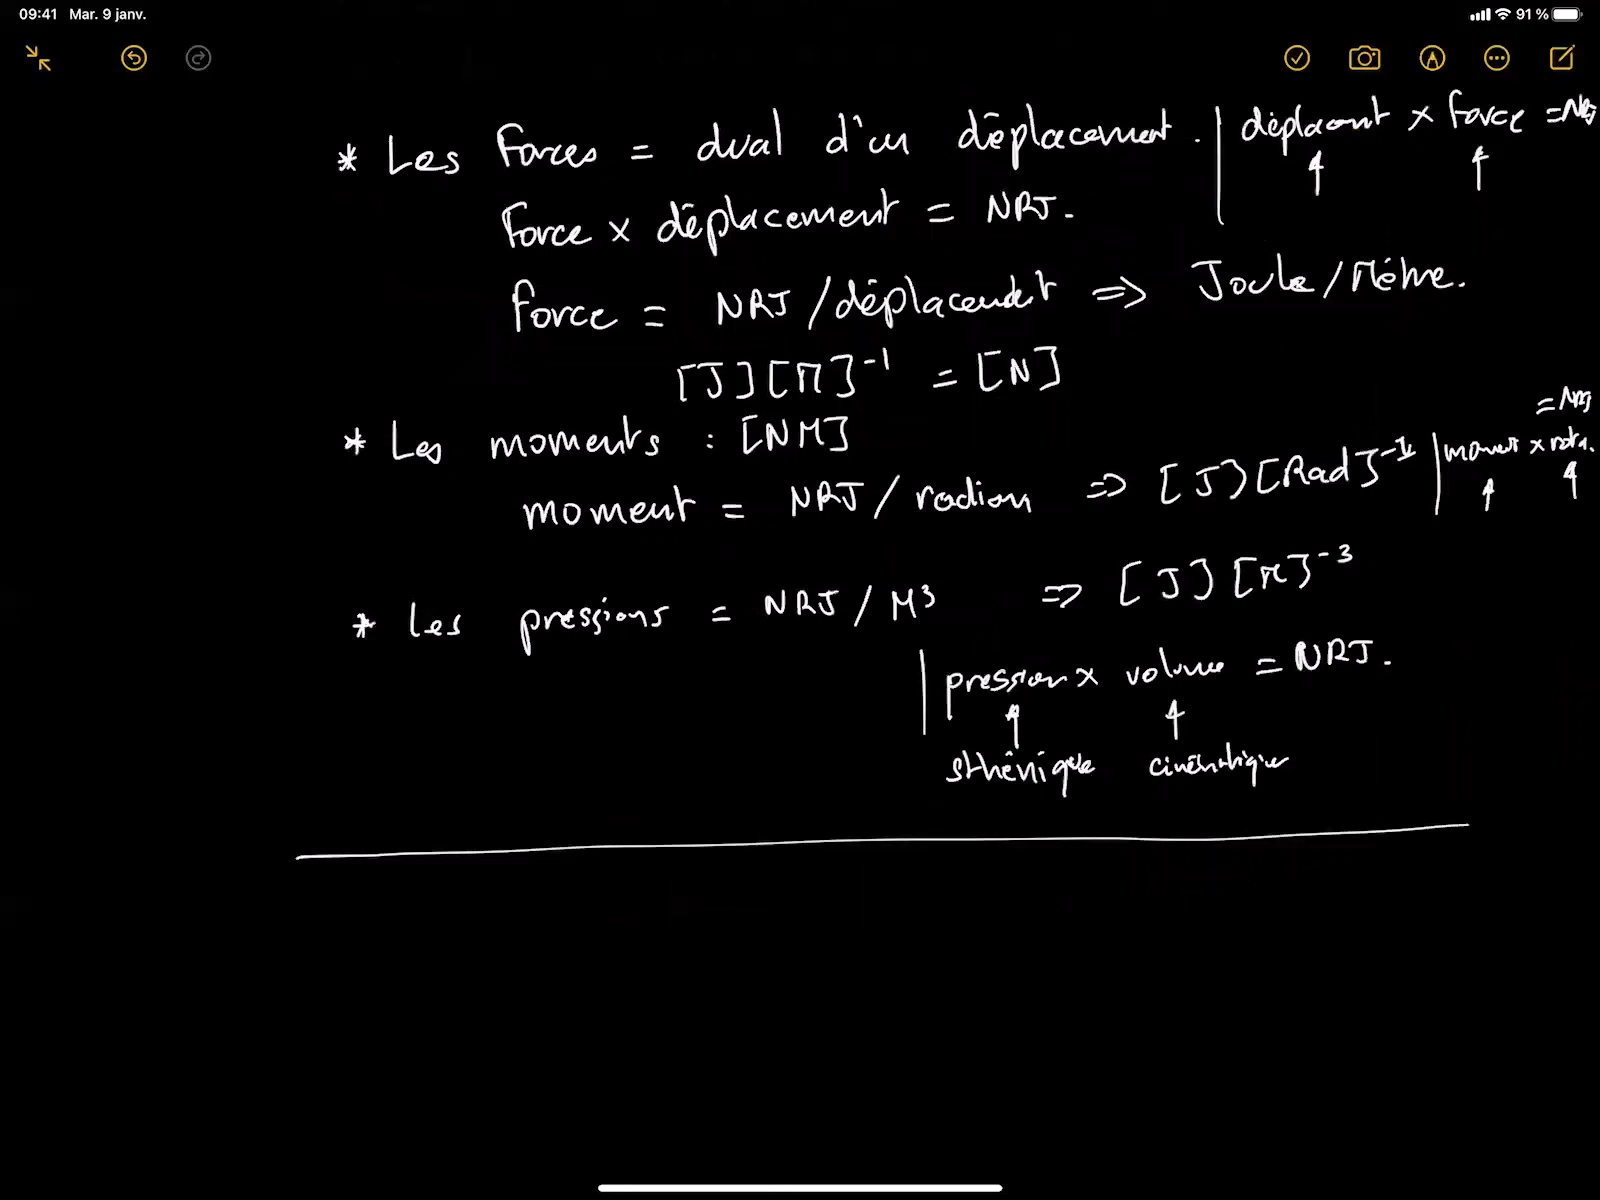 09:41 Mar. 9 janv. 91 %
* Les Forces = dual d'un déplacement. | déplacmt x force = NRJ
Force x déplacement = NRJ.
force = NRJ / déplacement => Joule / Mètre.
[J][M]⁻¹ = [N]
= NRJ
* Les moments : [NM]
moment = NRJ / radian => [J][Rad]⁻¹ | moment x rota.
* Les pressions = NRJ / M³ => [J][M]⁻³
| pression x volume = NRJ.
sthénique cinématique